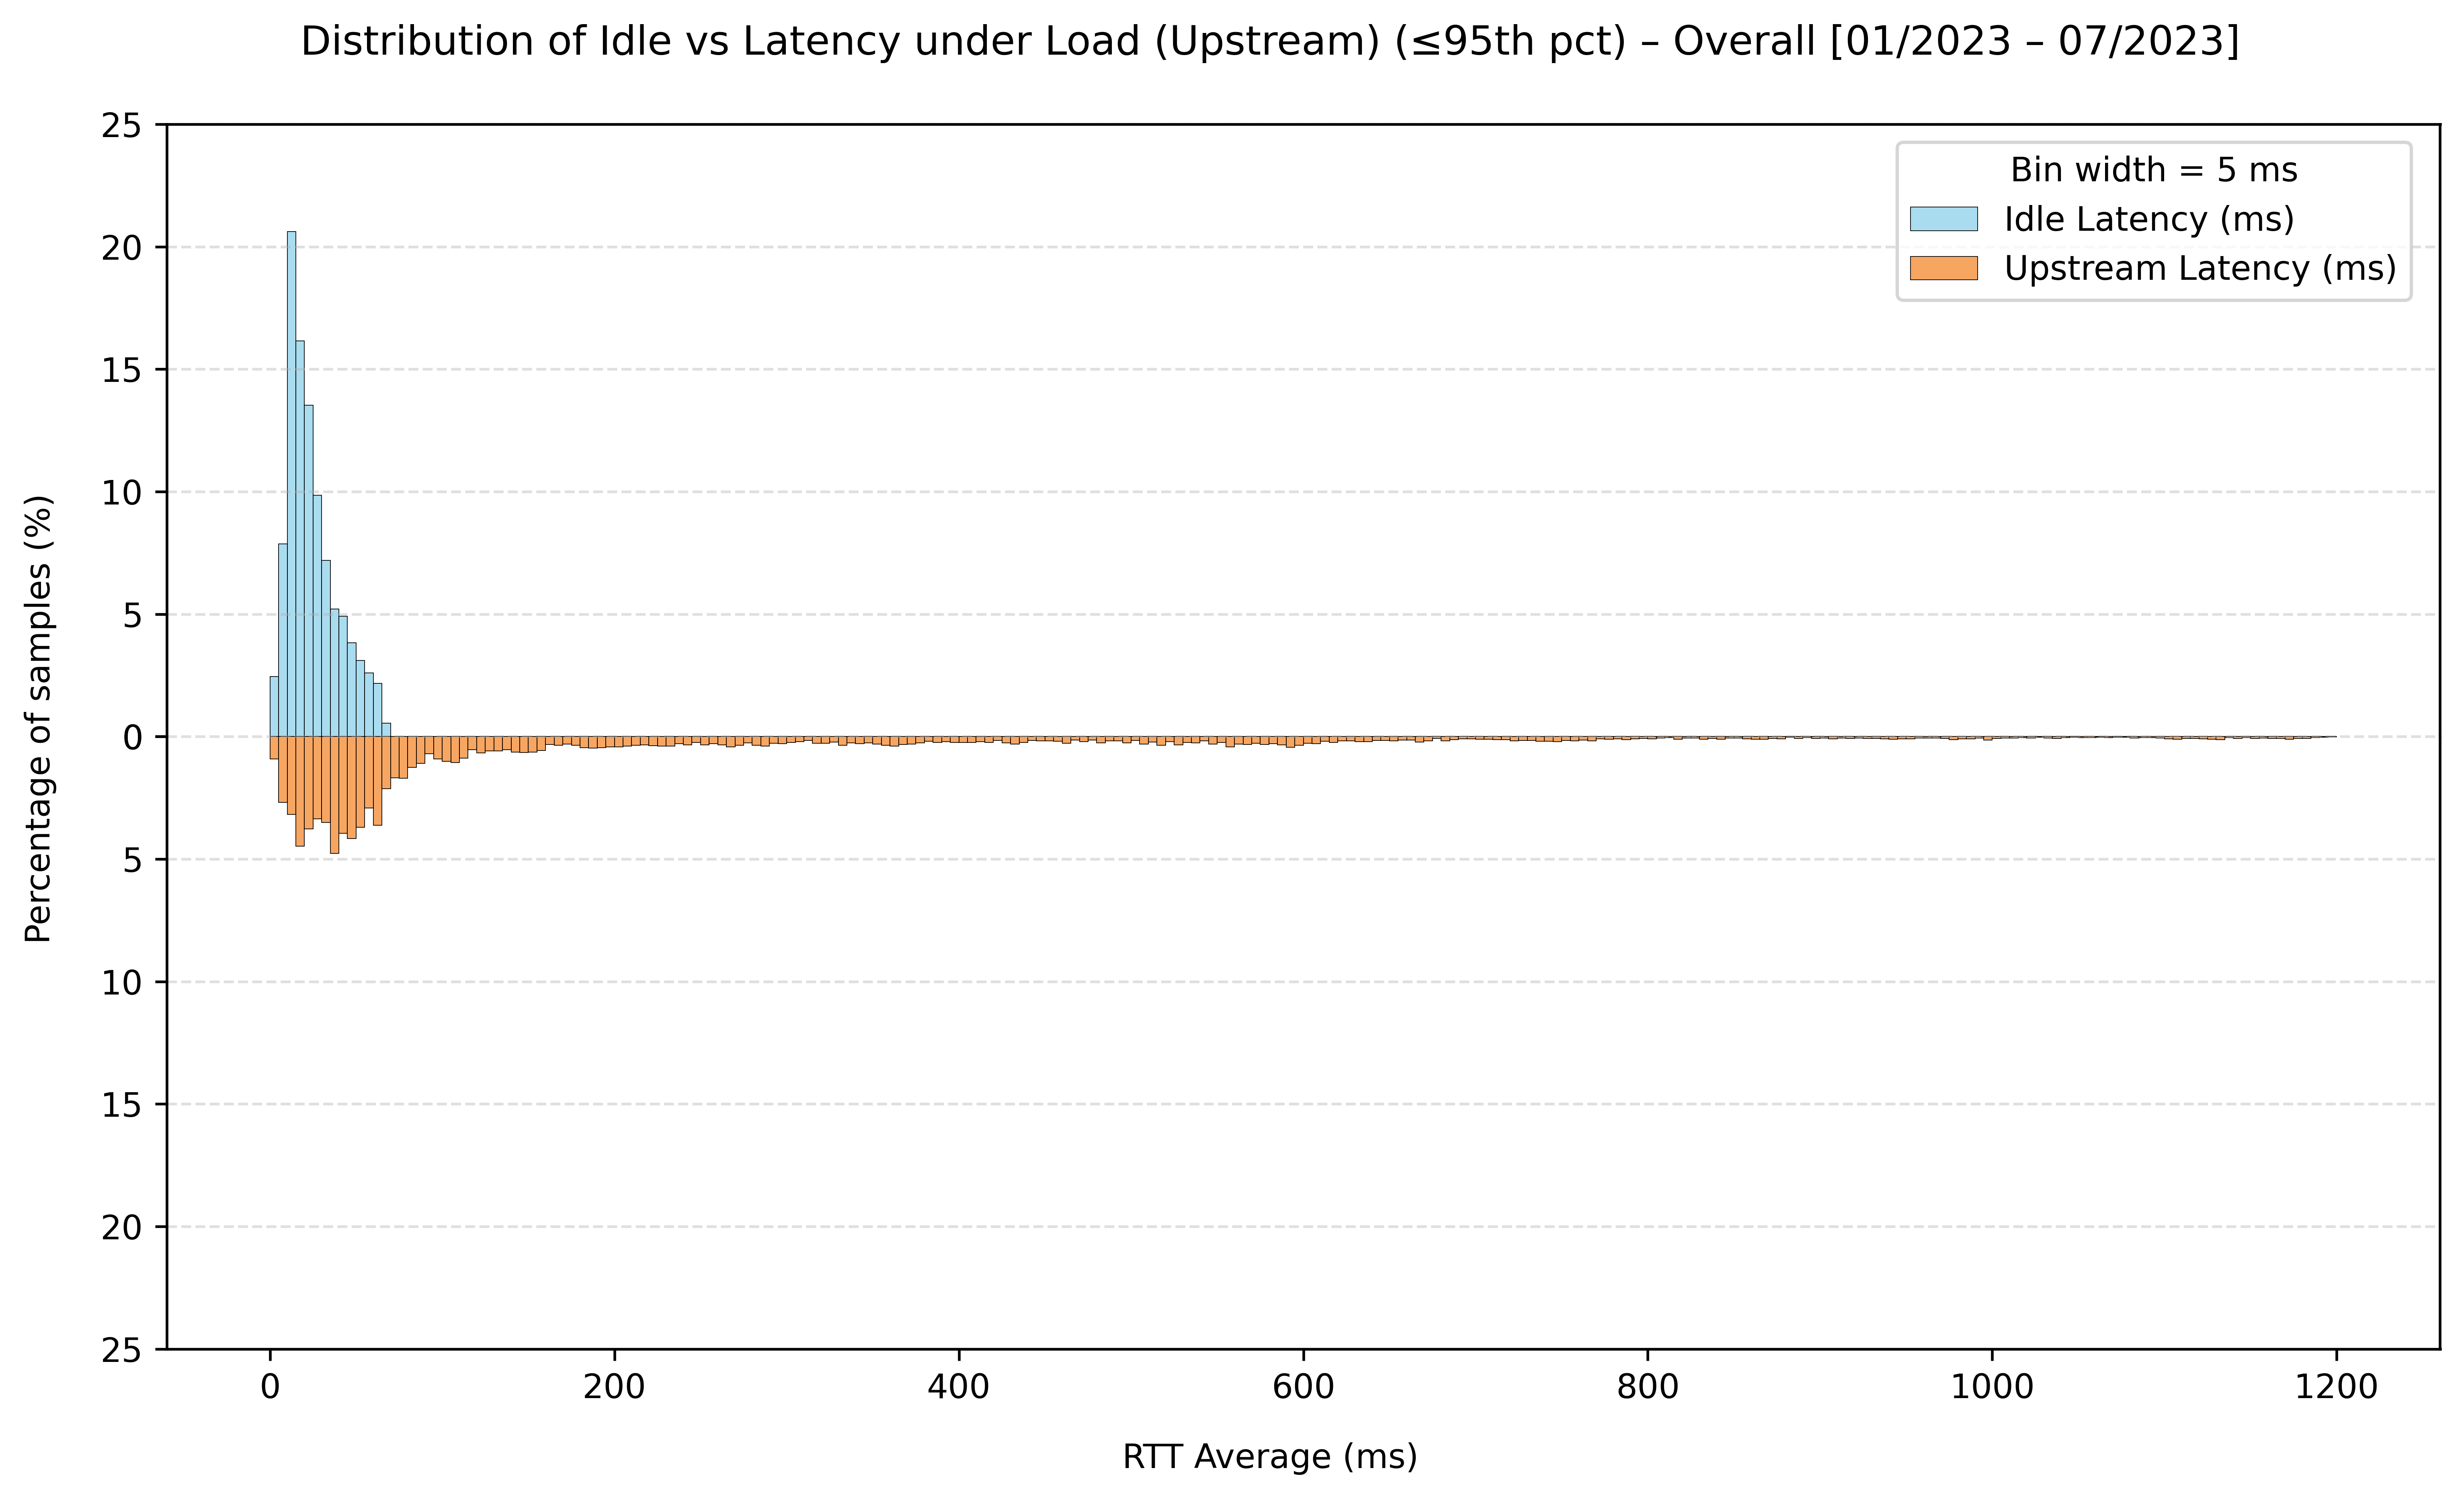 Distribution of Idle vs Latency under Load (Upstream) (≤95th pct) – Overall [01/2023 – 07/2023]
Bin width = 5 ms
Idle Latency (ms)
Upstream Latency (ms)
Percentage of samples (%)
25
20
15
10
5
0
5
10
15
20
25
0 200 400 600 800 1000 1200
RTT Average (ms)